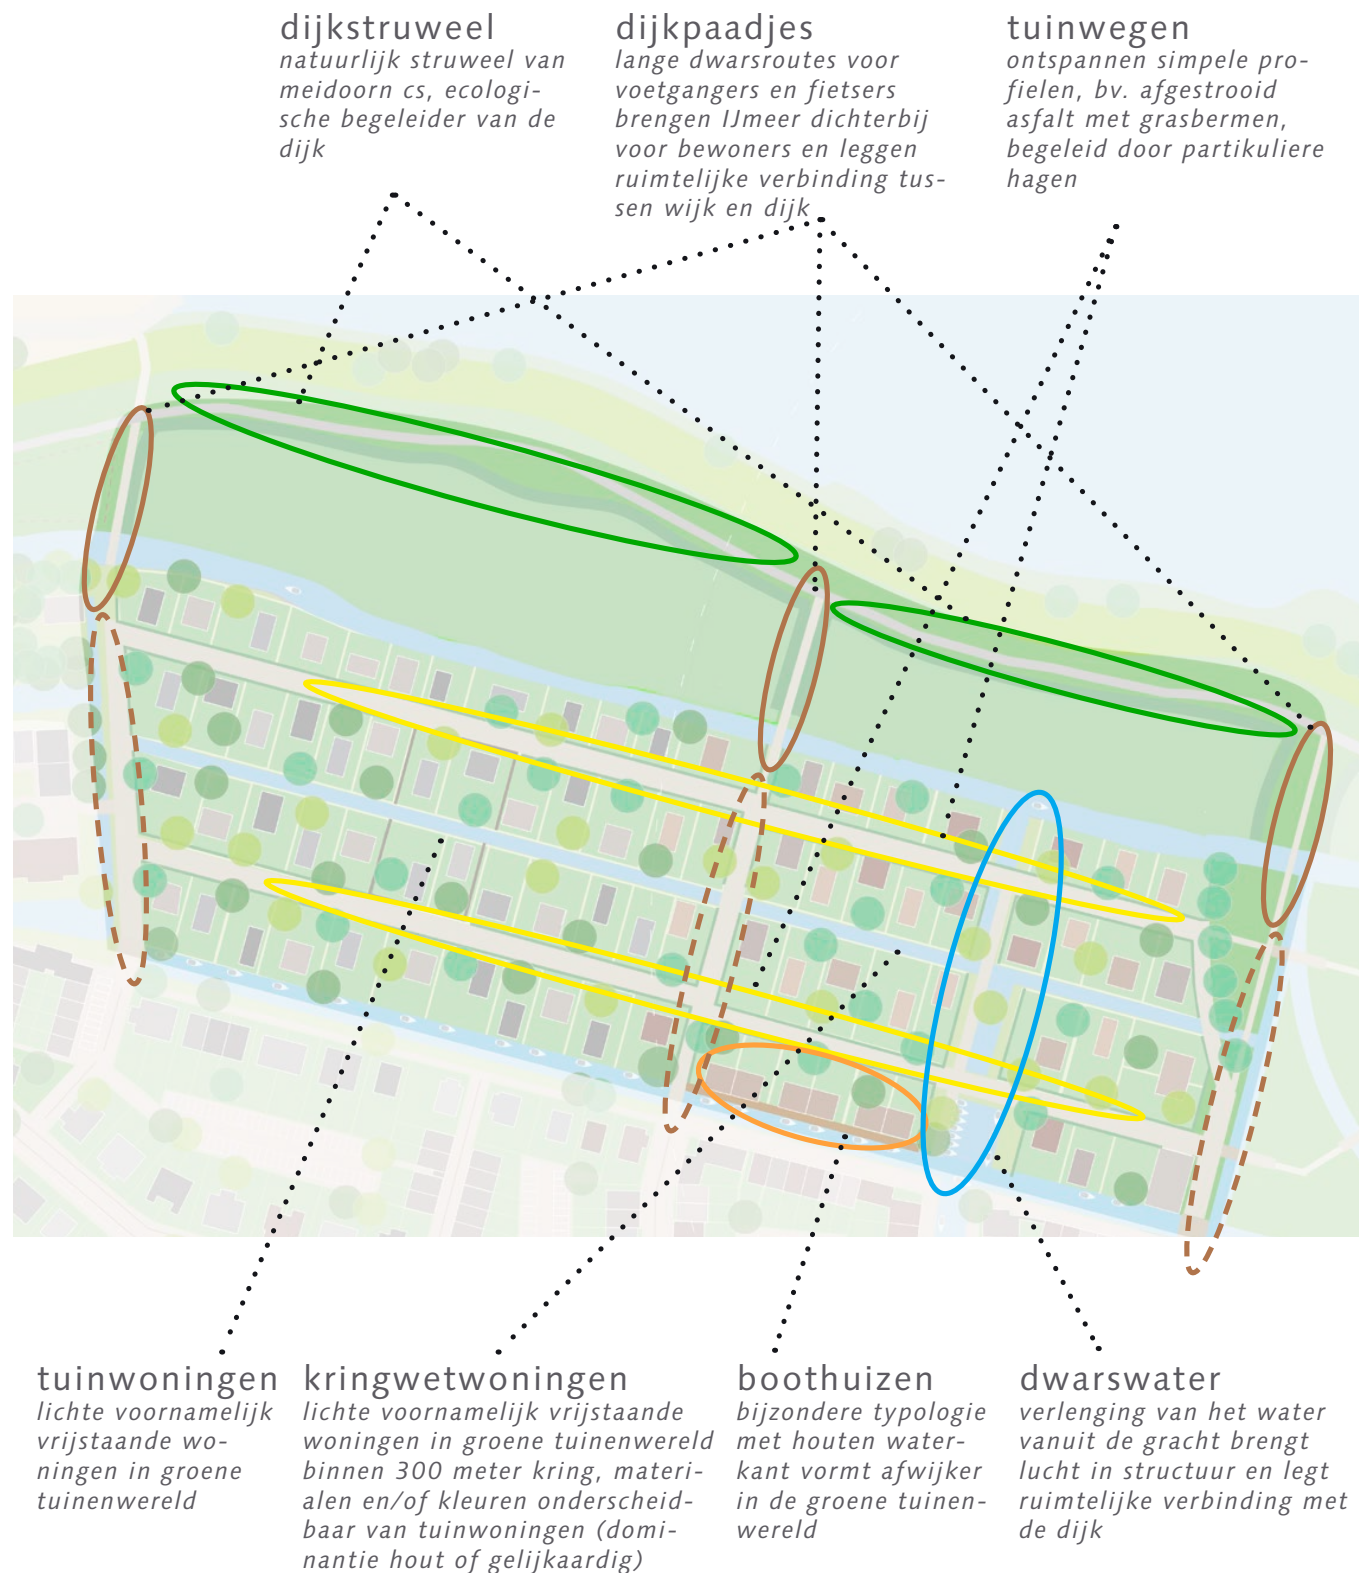 dijkstruweel
natuurlijk struweel van
meidoorn cs, ecologi-
sche begeleider van de
dijk
dijkpaadjes
lange dwarsroutes voor
voetgangers en fietsers
brengen IJmeer dichterbij
voor bewoners en leggen
ruimtelijke verbinding tus-
sen wijk en dijk
tuinwegen
ontspannen simpele pro-
fielen, bv. afgestrooid
asfalt met grasbermen,
begeleid door partikuliere
hagen
tuinwoningen
lichte voornamelijk
vrijstaande wo-
ningen in groene
tuinenwereld
kringwetwoningen
lichte voornamelijk vrijstaande
woningen in groene tuinenwereld
binnen 300 meter kring, materi-
alen en/of kleuren onderscheid-
baar van tuinwoningen (domi-
nantie hout of gelijkaardig)
boothuizen
bijzondere typologie
met houten water-
kant vormt afwijker
in de groene tuinen-
wereld
dwarswater
verlenging van het water
vanuit de gracht brengt
lucht in structuur en legt
ruimtelijke verbinding met
de dijk